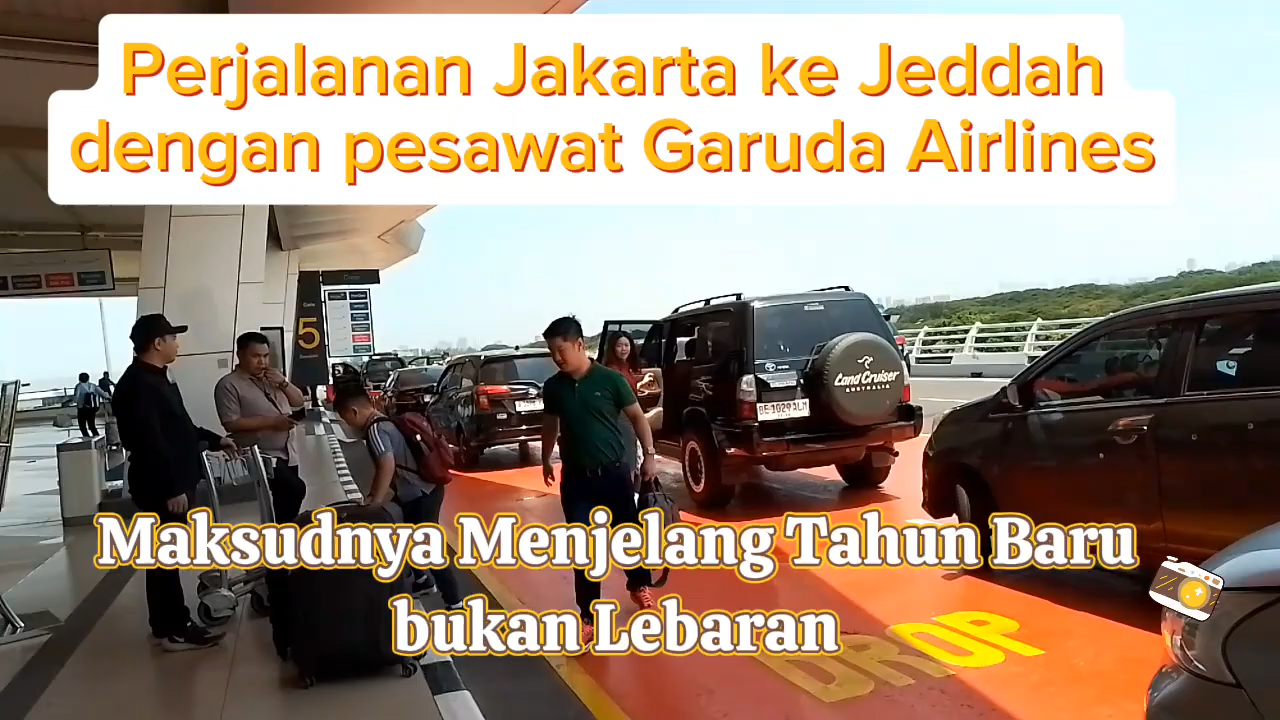 Perjalanan Jakarta ke Jeddah
dengan pesawat Garuda Airlines
5
Land Cruiser
AUSTRALIA
BE 1029 ALM
Maksudnya Menjelang Tahun Baru
bukan Lebaran
DROP